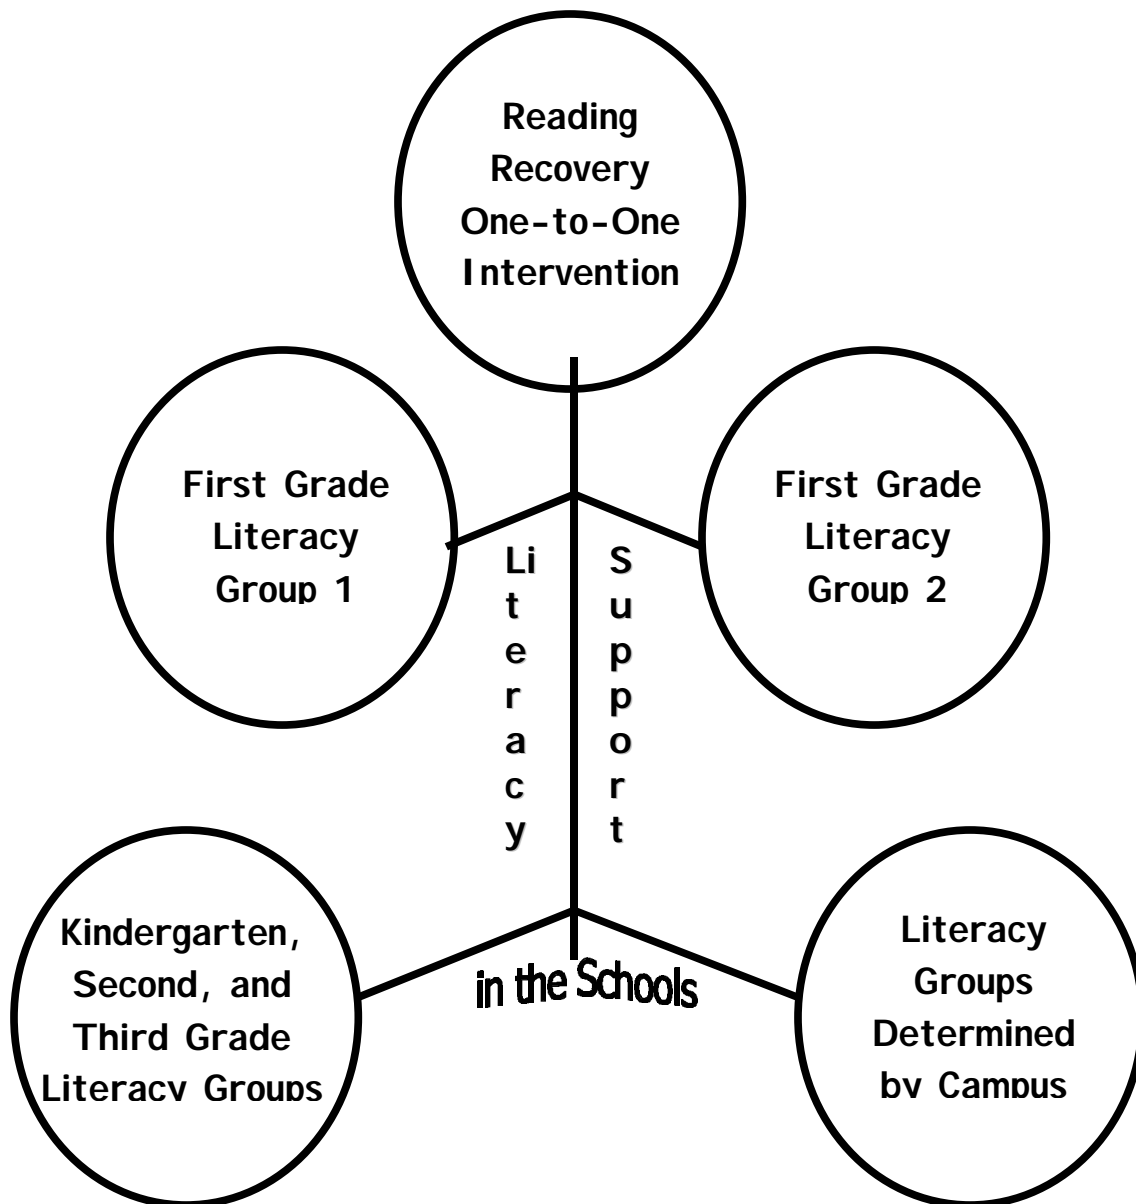 Reading
Recovery
One-to-One
Intervention
First Grade
Literacy
Group 1
First Grade
Literacy
Group 2
Literacy
Support
in the Schools
Kindergarten,
Second, and
Third Grade
Literacy Groups
Literacy
Groups
Determined
by Campus